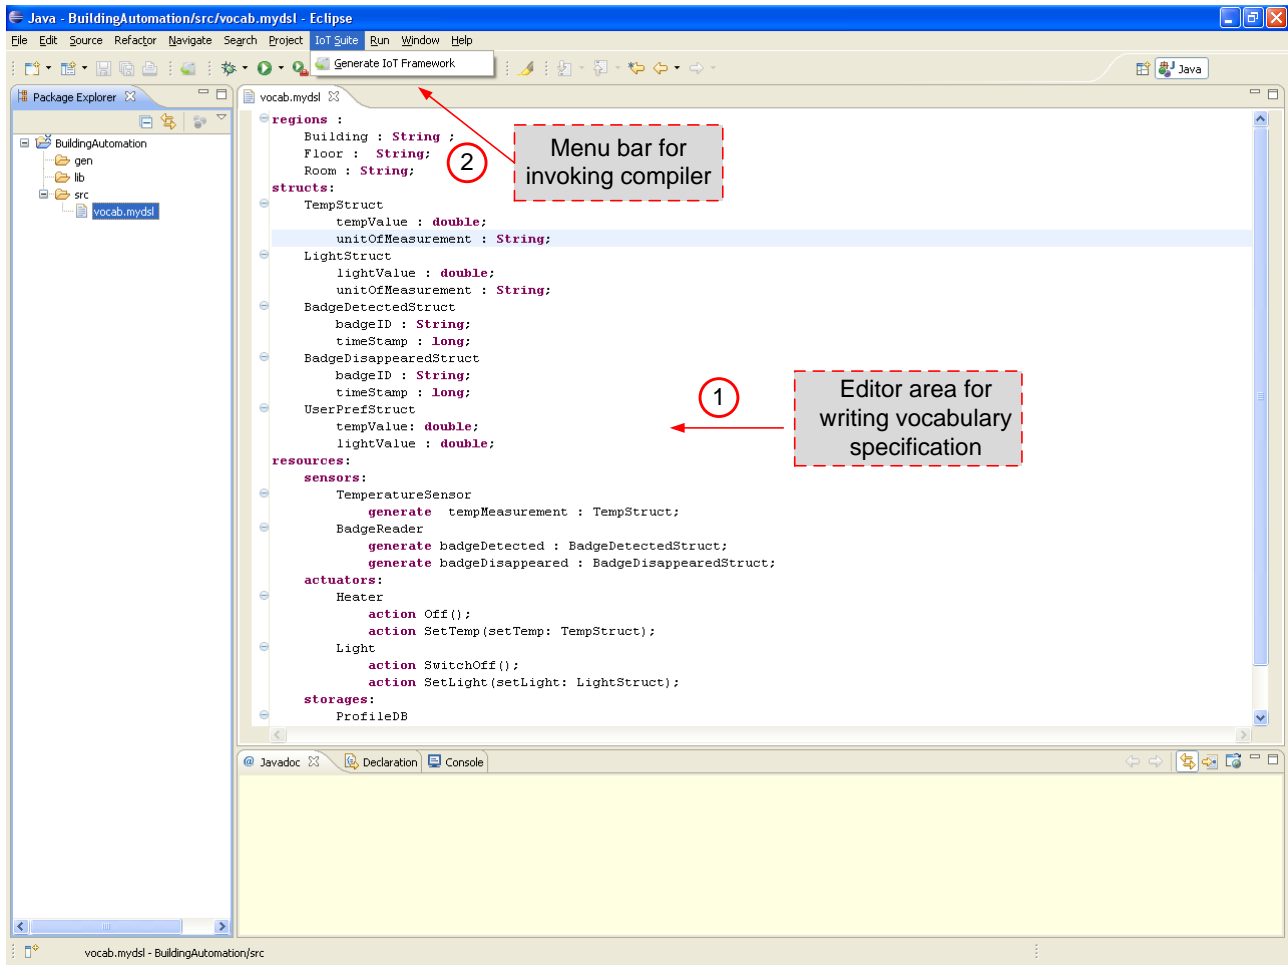 Java - BuildingAutomation/src/vocab.mydsl - Eclipse
File Edit Source Refactor Navigate Search Project IoT Suite Run Window Help
Generate IoT Framework
Java
Package Explorer
vocab.mydsl
BuildingAutomation
gen
lib
src
vocab.mydsl
regions :
Building : String ;
Floor :  String;
Room : String;
structs:
TempStruct
tempValue : double;
unitOfMeasurement : String;
LightStruct
lightValue : double;
unitOfMeasurement : String;
BadgeDetectedStruct
badgeID : String;
timeStamp : long;
BadgeDisappearedStruct
badgeID : String;
timeStamp : long;
UserPrefStruct
tempValue: double;
lightValue : double;
resources:
sensors:
TemperatureSensor
generate  tempMeasurement : TempStruct;
BadgeReader
generate badgeDetected : BadgeDetectedStruct;
generate badgeDisappeared : BadgeDisappearedStruct;
actuators:
Heater
action Off();
action SetTemp(setTemp: TempStruct);
Light
action SwitchOff();
action SetLight(setLight: LightStruct);
storages:
ProfileDB
2
Menu bar for
invoking compiler
1
Editor area for
writing vocabulary
specification
@ Javadoc Declaration Console
vocab.mydsl - BuildingAutomation/src